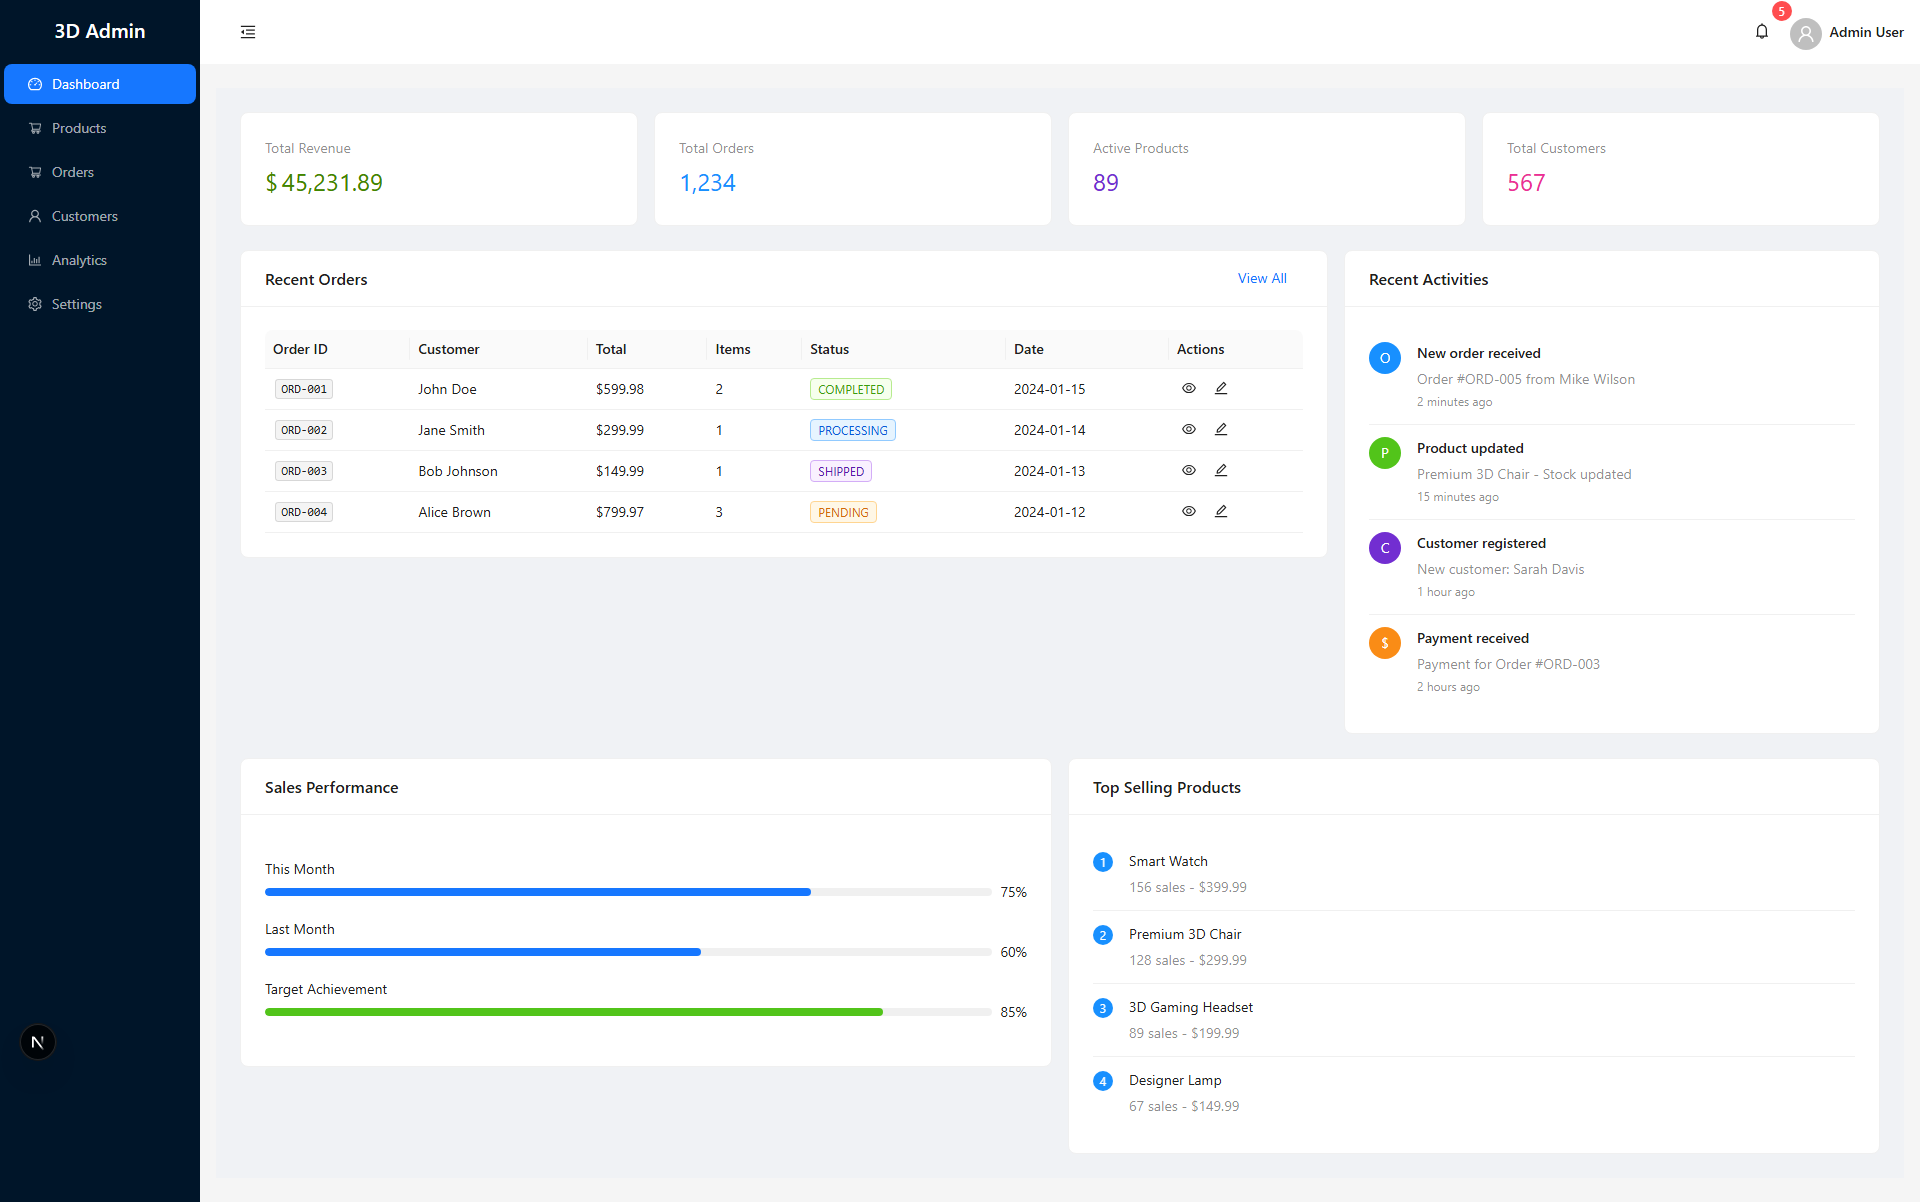 3D Admin
5
Admin User
Dashboard
Products
Orders
Customers
Analytics
Settings
Total Revenue
$ 45,231.89
Total Orders
1,234
Active Products
89
Total Customers
567
Recent Orders
View All
Order ID Customer Total Items Status Date Actions
ORD-001 John Doe $599.98 2 COMPLETED 2024-01-15
ORD-002 Jane Smith $299.99 1 PROCESSING 2024-01-14
ORD-003 Bob Johnson $149.99 1 SHIPPED 2024-01-13
ORD-004 Alice Brown $799.97 3 PENDING 2024-01-12
Recent Activities
O
New order received
Order #ORD-005 from Mike Wilson
2 minutes ago
P
Product updated
Premium 3D Chair - Stock updated
15 minutes ago
C
Customer registered
New customer: Sarah Davis
1 hour ago
$
Payment received
Payment for Order #ORD-003
2 hours ago
Sales Performance
This Month
75%
Last Month
60%
Target Achievement
85%
Top Selling Products
1 Smart Watch
156 sales - $399.99
2 Premium 3D Chair
128 sales - $299.99
3 3D Gaming Headset
89 sales - $199.99
4 Designer Lamp
67 sales - $149.99
N